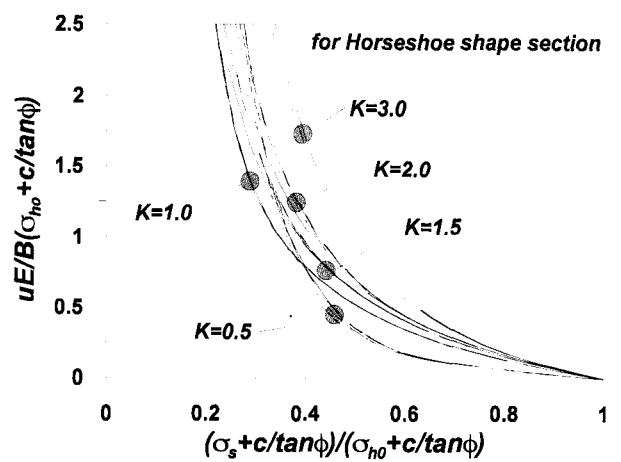 2.5
for Horseshoe shape section
2
K=3.0
1.5
K=2.0
K=1.0
1
K=1.5
0.5
K=0.5
0
0 0.2 0.4 0.6 0.8 1
(σs+c/tanϕ)/(σh0+c/tanϕ)
uE/B(σho+c/tanϕ)